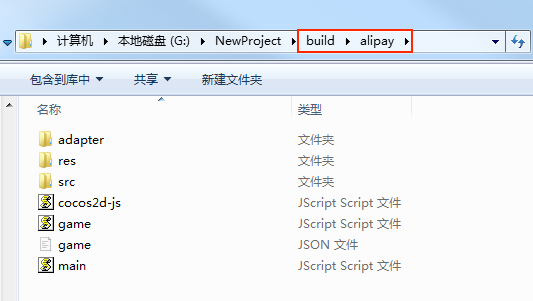 计算机 本地磁盘 (G:) NewProject build alipay
包含到库中 共享 新建文件夹
名称 类型
adapter 文件夹
res 文件夹
src 文件夹
cocos2d-js JScript Script 文件
game JScript Script 文件
game JSON 文件
main JScript Script 文件